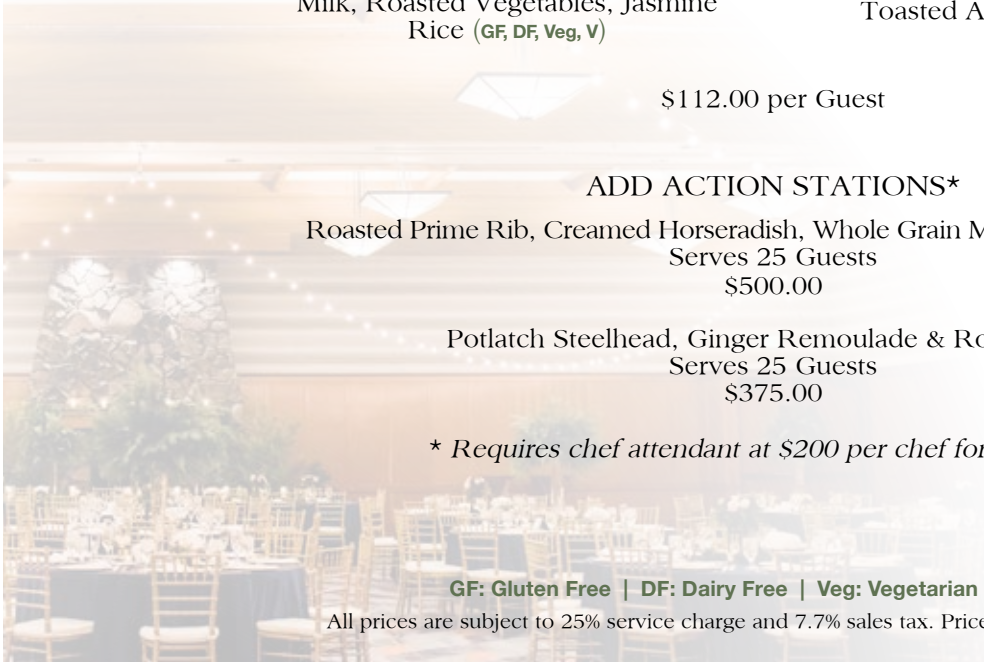 Milk, Roasted Vegetables, Jasmine
Rice (GF, DF, Veg, V)
Toasted A
$112.00 per Guest
ADD ACTION STATIONS*
Roasted Prime Rib, Creamed Horseradish, Whole Grain M
Serves 25 Guests
$500.00
Potlatch Steelhead, Ginger Remoulade & Ro
Serves 25 Guests
$375.00
* Requires chef attendant at $200 per chef for
GF: Gluten Free | DF: Dairy Free | Veg: Vegetarian
All prices are subject to 25% service charge and 7.7% sales tax. Price